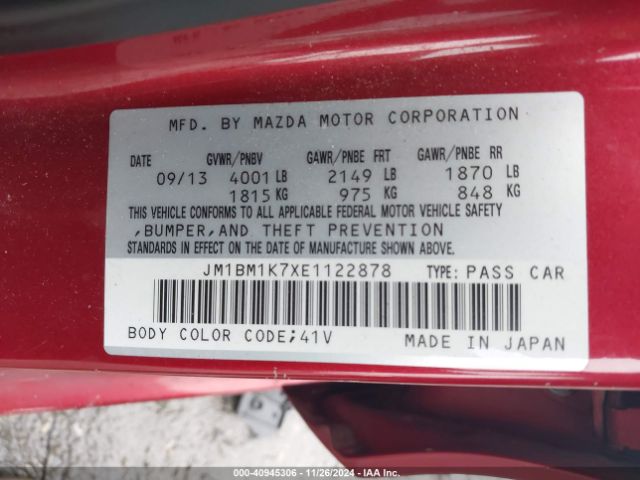 MFD. BY MAZDA MOTOR CORPORATION
DATE GVWR/PNBV GAWR/PNBE FRT GAWR/PNBE RR
09/13 4001 LB 2149 LB 1870 LB
1815 KG 975 KG 848 KG
THIS VEHICLE CONFORMS TO ALL APPLICABLE FEDERAL MOTOR VEHICLE SAFETY
,BUMPER,AND THEFT PREVENTION
STANDARDS IN EFFECT ON THE DATE OF MANUFACTURE SHOWN ABOVE.
JM1BM1K7XE1122878 TYPE: PASS CAR
BODY COLOR CODE;41V MADE IN JAPAN
000-40945306 - 11/26/2024 - IAA Inc.